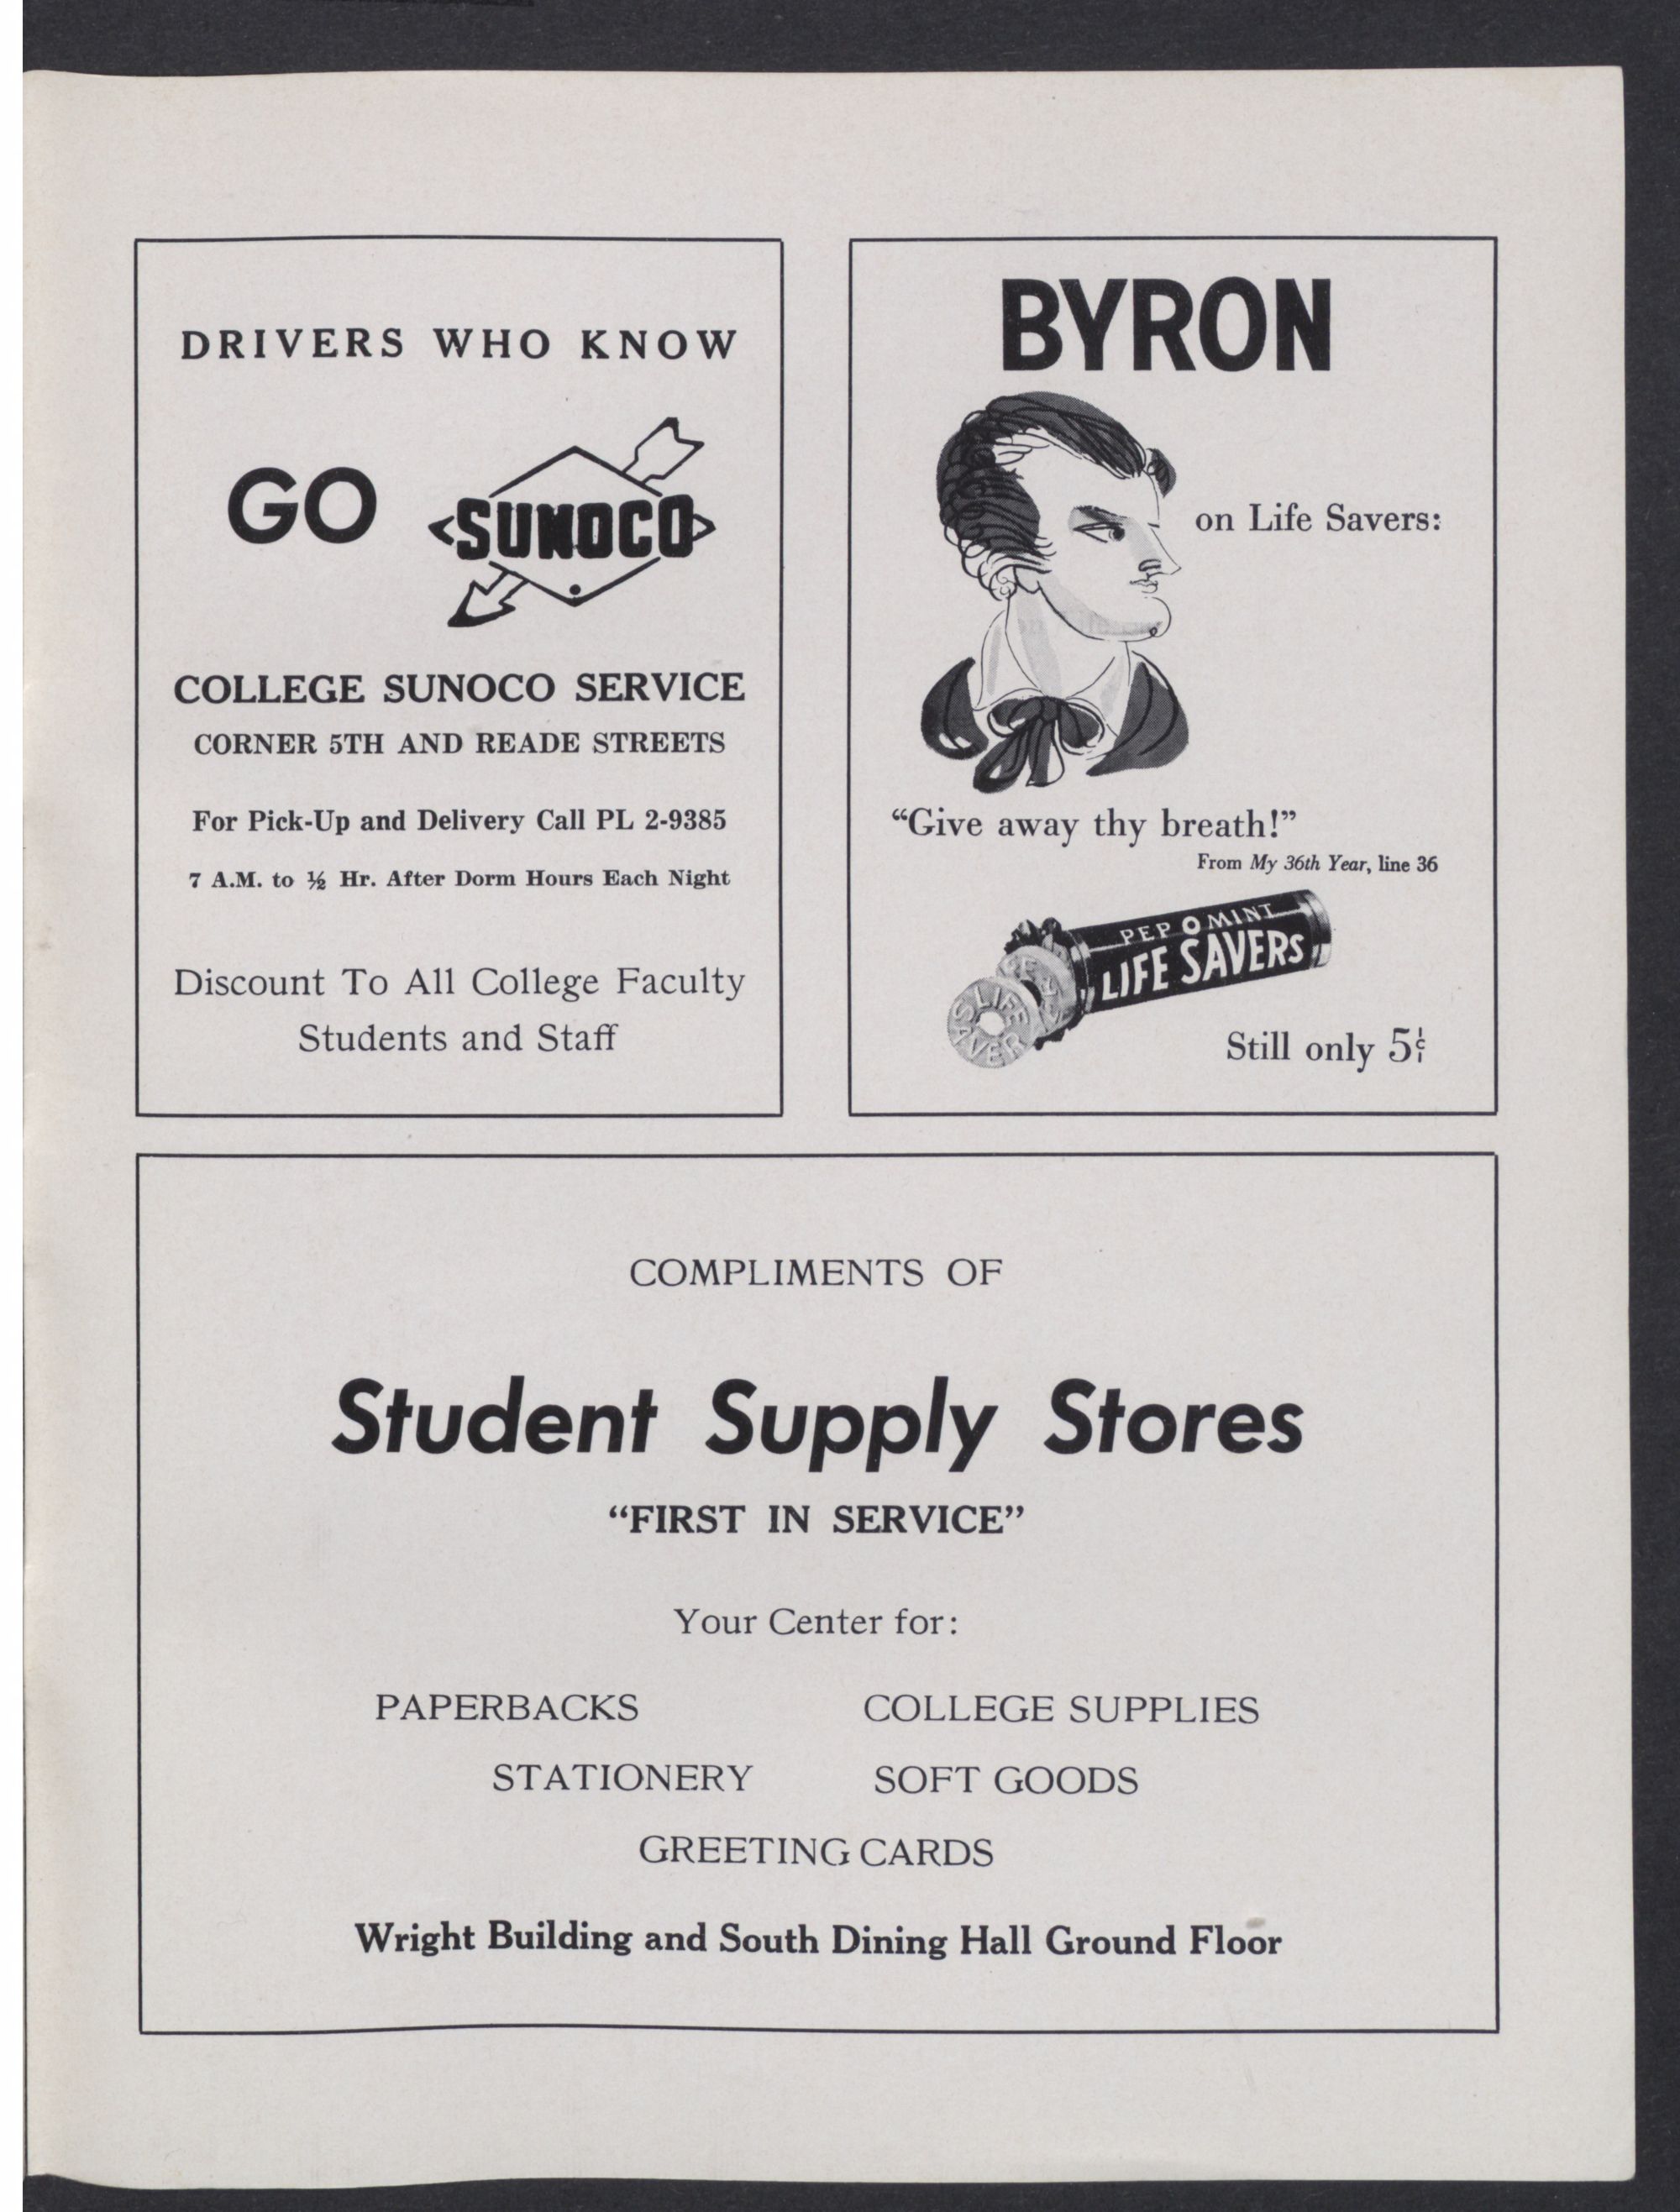 DRIVERS WHO KNOW
GO SUNOCO
COLLEGE SUNOCO SERVICE
CORNER 5TH AND READE STREETS
For Pick-Up and Delivery Call PL 2-9385
7 A.M. to ½ Hr. After Dorm Hours Each Night
Discount To All College Faculty
Students and Staff
BYRON
on Life Savers:
“Give away thy breath!”
From My 36th Year, line 36
PEP O MINT
LIFE SAVERS
LIFE SAVERS
Still only 5¢
COMPLIMENTS OF
Student Supply Stores
“FIRST IN SERVICE”
Your Center for:
PAPERBACKS COLLEGE SUPPLIES
STATIONERY SOFT GOODS
GREETING CARDS
Wright Building and South Dining Hall Ground Floor